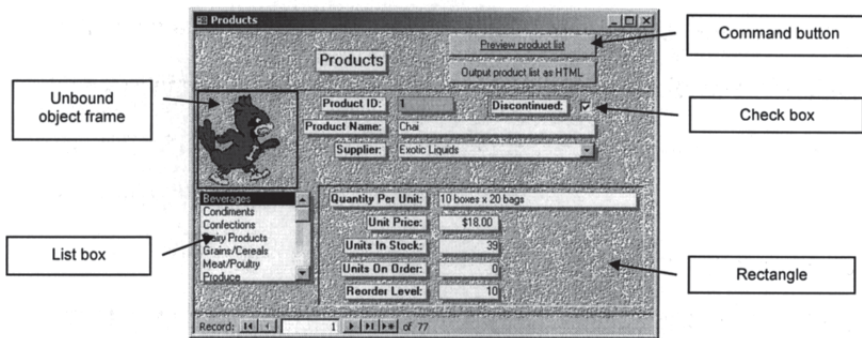 Products
Preview product list
Command button
Products
Output product list as HTML
Unbound
object frame
Product ID:
1
Discontinued:
Check box
Product Name:
Chai
Supplier:
Exotic Liquids
Beverages
Condiments
Confections
Dairy Products
Grains/Cereals
Meat/Poultry
Produce
List box
Quantity Per Unit:
10 boxes x 20 bags
Unit Price:
$18.00
Units In Stock:
39
Units On Order:
0
Reorder Level:
10
Rectangle
Record:
1
of 77